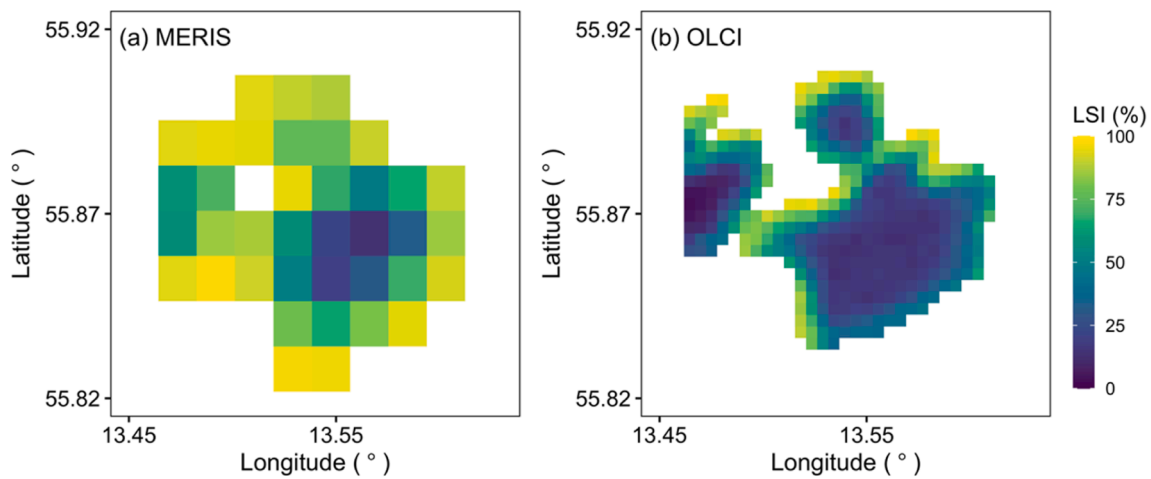 (a) MERIS
55.92
55.87
55.82
Latitude ( ° )
13.45
13.55
Longitude ( ° )
(b) OLCI
55.92
55.87
55.82
Latitude ( ° )
13.45
13.55
Longitude ( ° )
LSI (%)
100
75
50
25
0